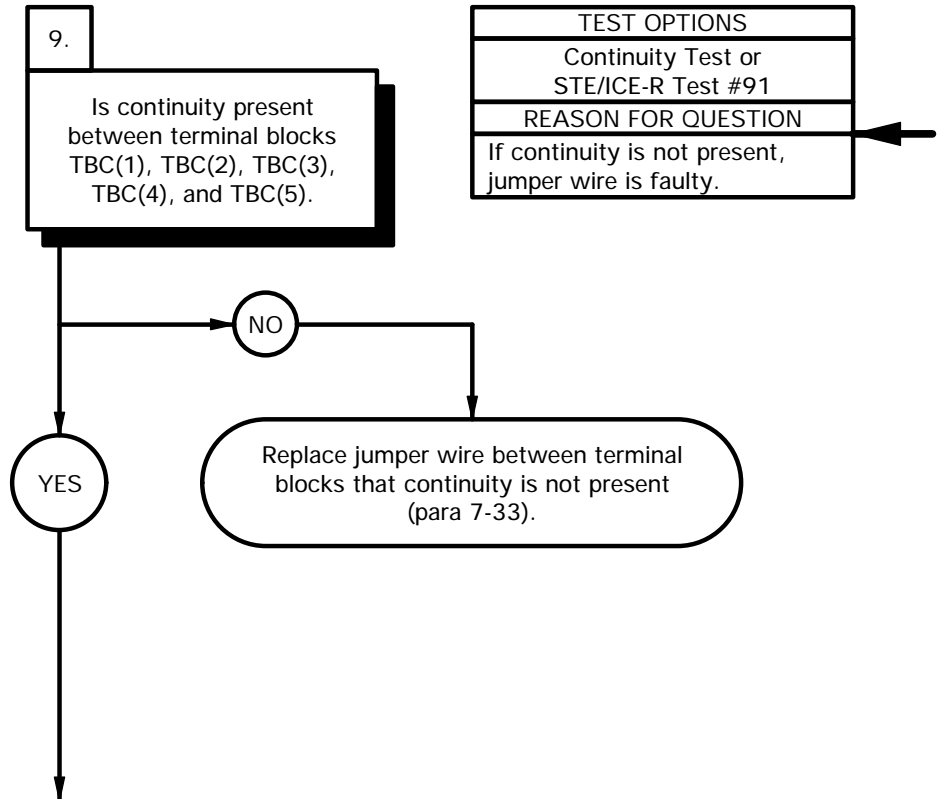 9.
Is continuity present
between terminal blocks
TBC(1), TBC(2), TBC(3),
TBC(4), and TBC(5).
TEST OPTIONS
Continuity Test or
STE/ICE-R Test #91
REASON FOR QUESTION
If continuity is not present,
jumper wire is faulty.
NO
YES
Replace jumper wire between terminal
blocks that continuity is not present
(para 7-33).